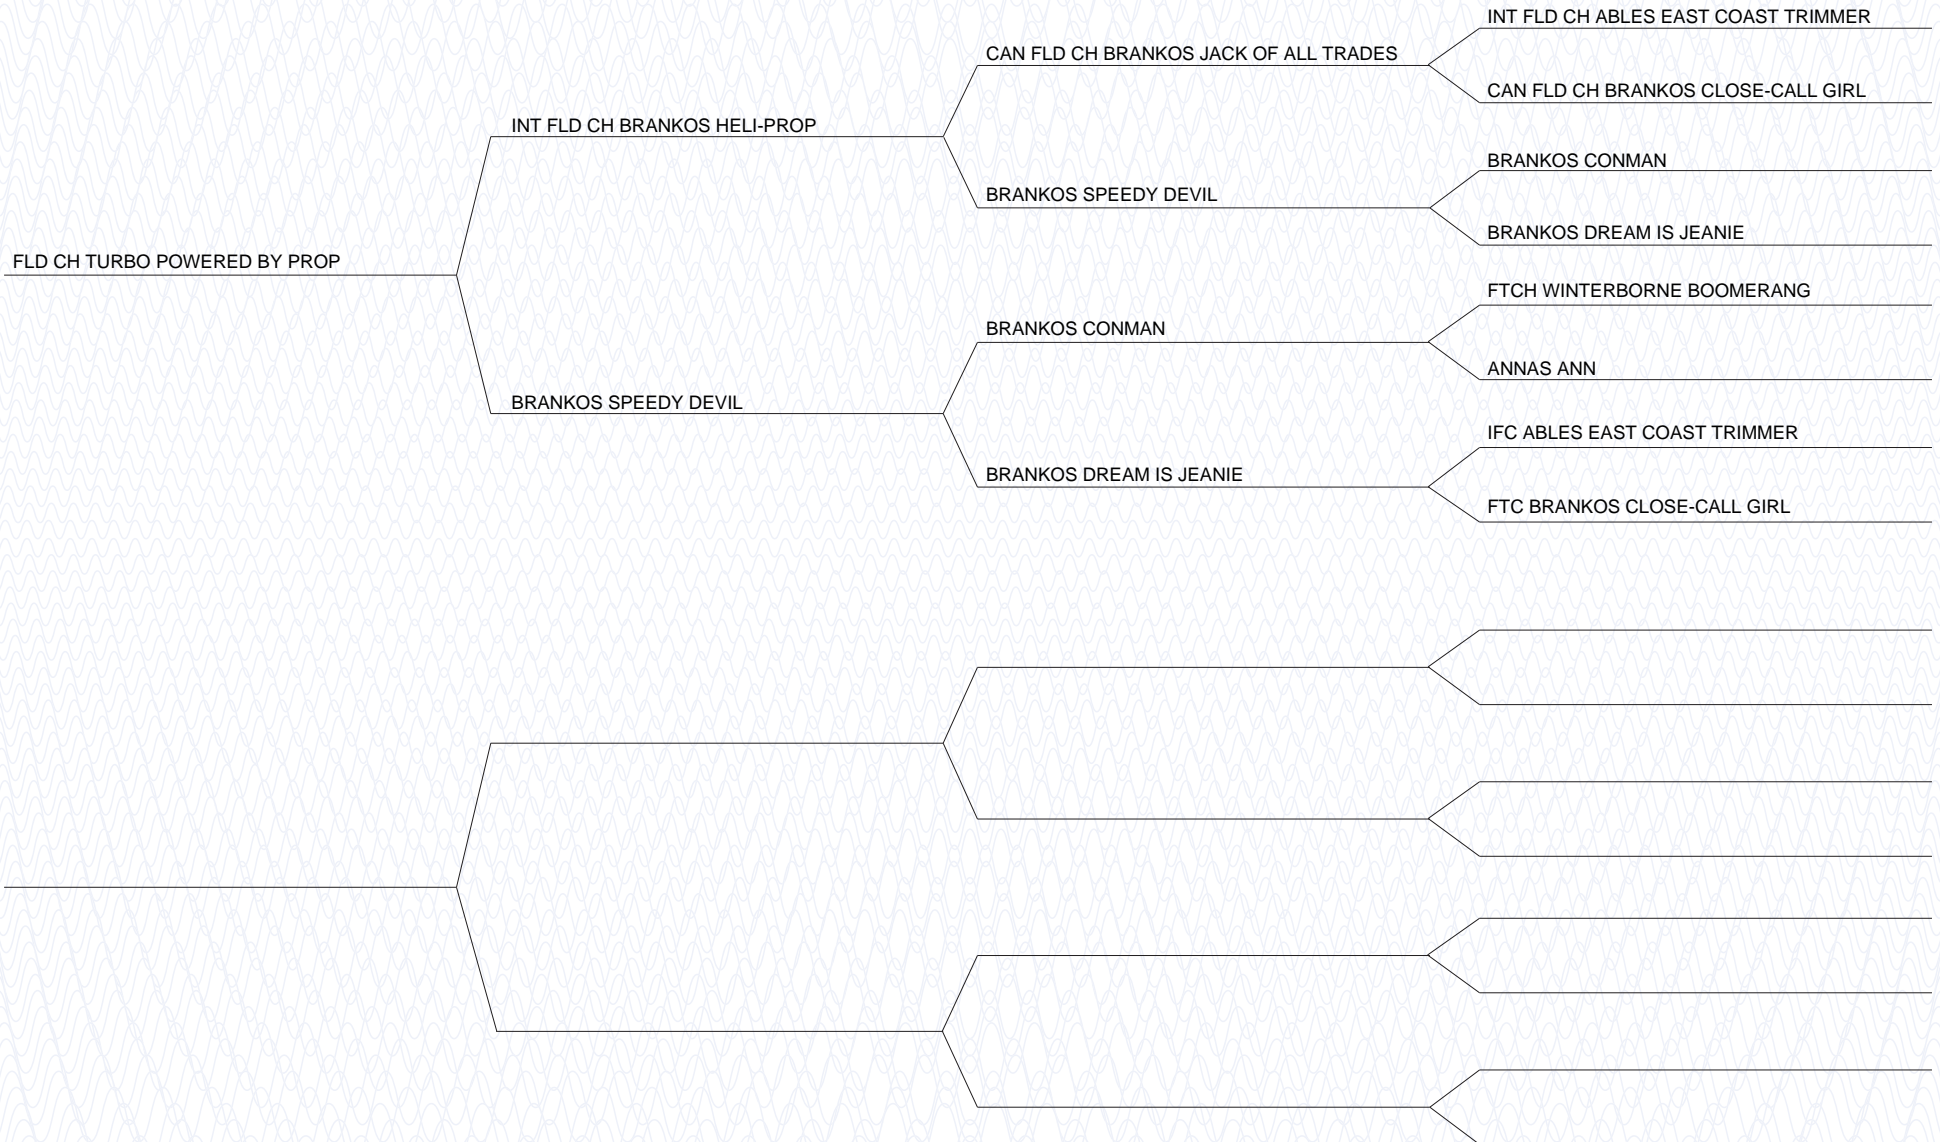 INT FLD CH ABLES EAST COAST TRIMMER
CAN FLD CH BRANKOS JACK OF ALL TRADES
CAN FLD CH BRANKOS CLOSE-CALL GIRL
INT FLD CH BRANKOS HELI-PROP
BRANKOS CONMAN
BRANKOS SPEEDY DEVIL
BRANKOS DREAM IS JEANIE
FLD CH TURBO POWERED BY PROP
FTCH WINTERBORNE BOOMERANG
BRANKOS CONMAN
ANNAS ANN
BRANKOS SPEEDY DEVIL
IFC ABLES EAST COAST TRIMMER
BRANKOS DREAM IS JEANIE
FTC BRANKOS CLOSE-CALL GIRL